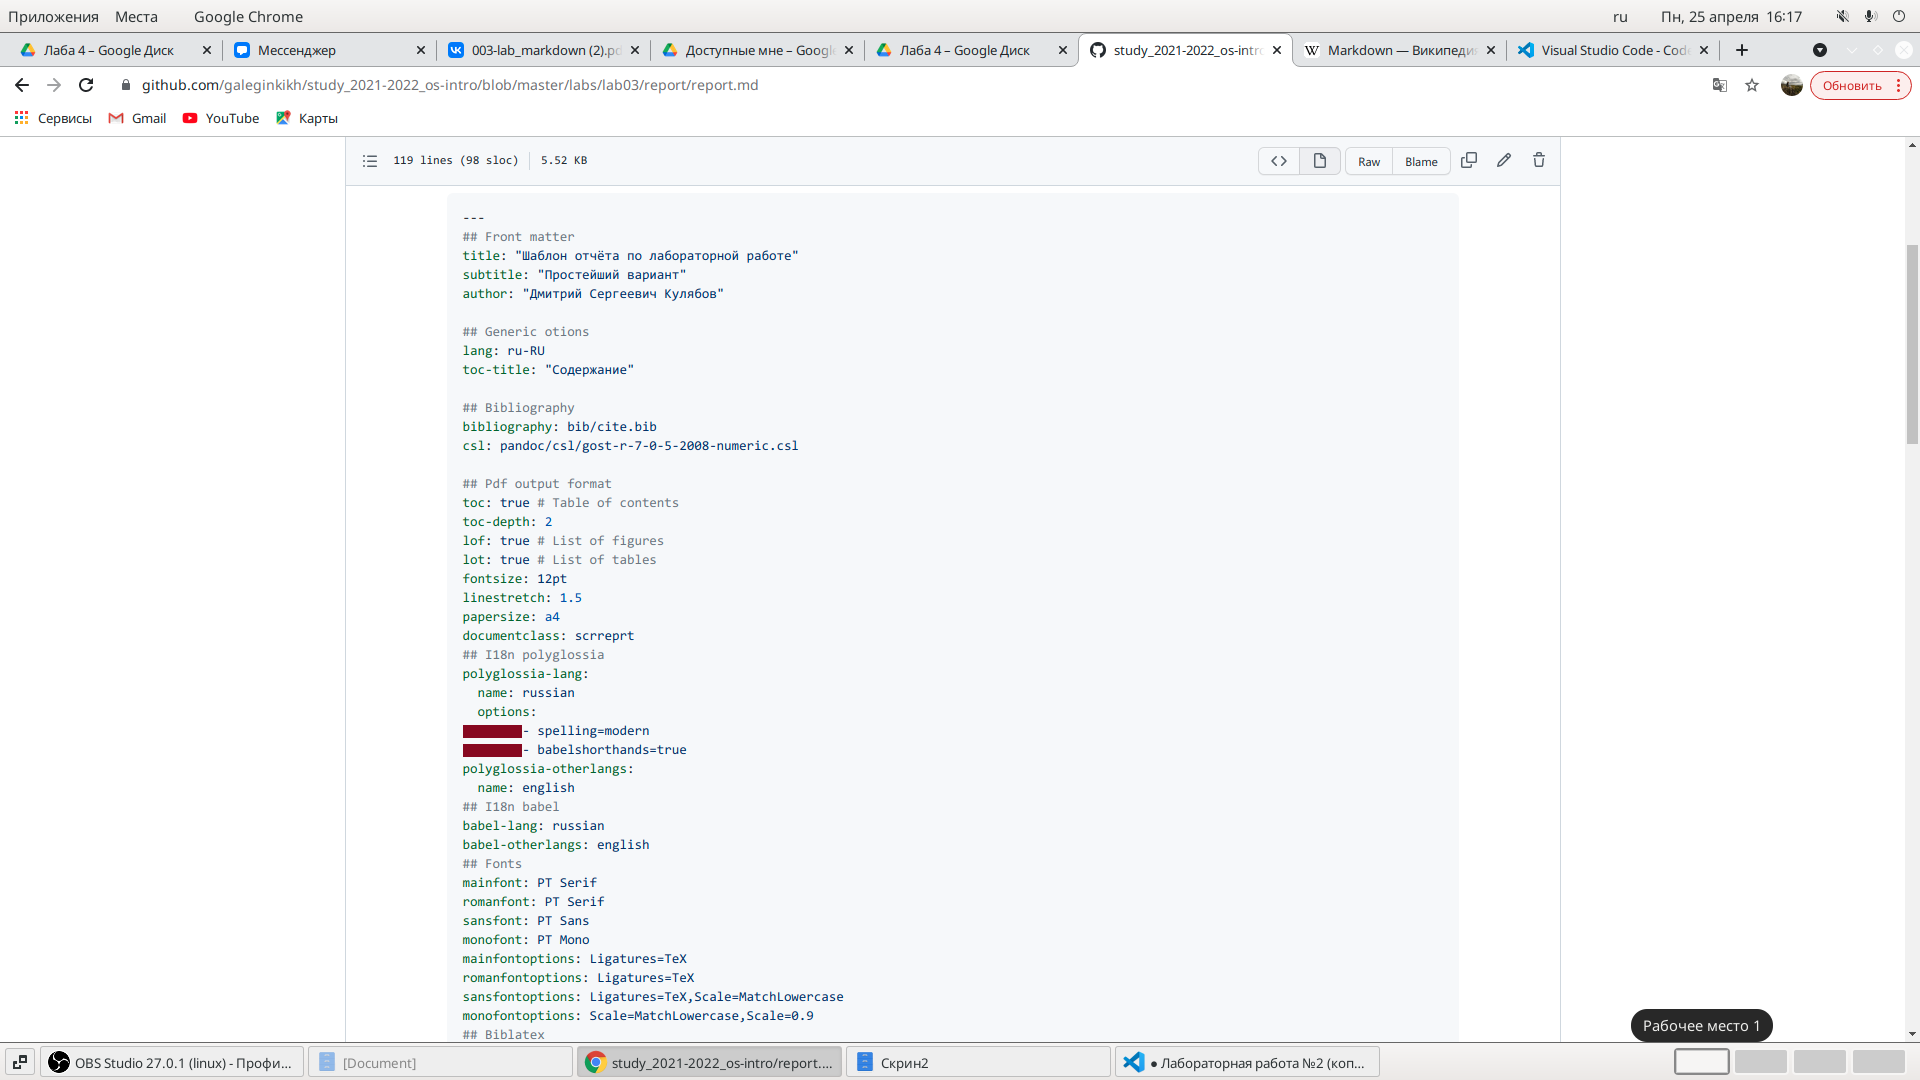 Приложения Места Google Chrome ru Пн, 25 апреля 16:17
Лаба 4 – Google Диск Мессенджер 003-lab_markdown (2).pd Доступные мне – Google Лаба 4 – Google Диск study_2021-2022_os-intro Markdown — Википедия Visual Studio Code - Code
github.com/galeginkikh/study_2021-2022_os-intro/blob/master/labs/lab03/report/report.md Обновить
Сервисы Gmail YouTube Карты
119 lines (98 sloc) 5.52 KB Raw Blame
---
## Front matter
title: "Шаблон отчёта по лабораторной работе"
subtitle: "Простейший вариант"
author: "Дмитрий Сергеевич Кулябов"
## Generic otions
lang: ru-RU
toc-title: "Содержание"
## Bibliography
bibliography: bib/cite.bib
csl: pandoc/csl/gost-r-7-0-5-2008-numeric.csl
## Pdf output format
toc: true # Table of contents
toc-depth: 2
lof: true # List of figures
lot: true # List of tables
fontsize: 12pt
linestretch: 1.5
papersize: a4
documentclass: scrreprt
## I18n polyglossia
polyglossia-lang:
name: russian
options:
- spelling=modern
- babelshorthands=true
polyglossia-otherlangs:
name: english
## I18n babel
babel-lang: russian
babel-otherlangs: english
## Fonts
mainfont: PT Serif
romanfont: PT Serif
sansfont: PT Sans
monofont: PT Mono
mainfontoptions: Ligatures=TeX
romanfontoptions: Ligatures=TeX
sansfontoptions: Ligatures=TeX,Scale=MatchLowercase
monofontoptions: Scale=MatchLowercase,Scale=0.9
## Biblatex
Рабочее место 1
OBS Studio 27.0.1 (linux) - Профи... [Document] study_2021-2022_os-intro/report.... Скрин2 ● Лабораторная работа №2 (коп...